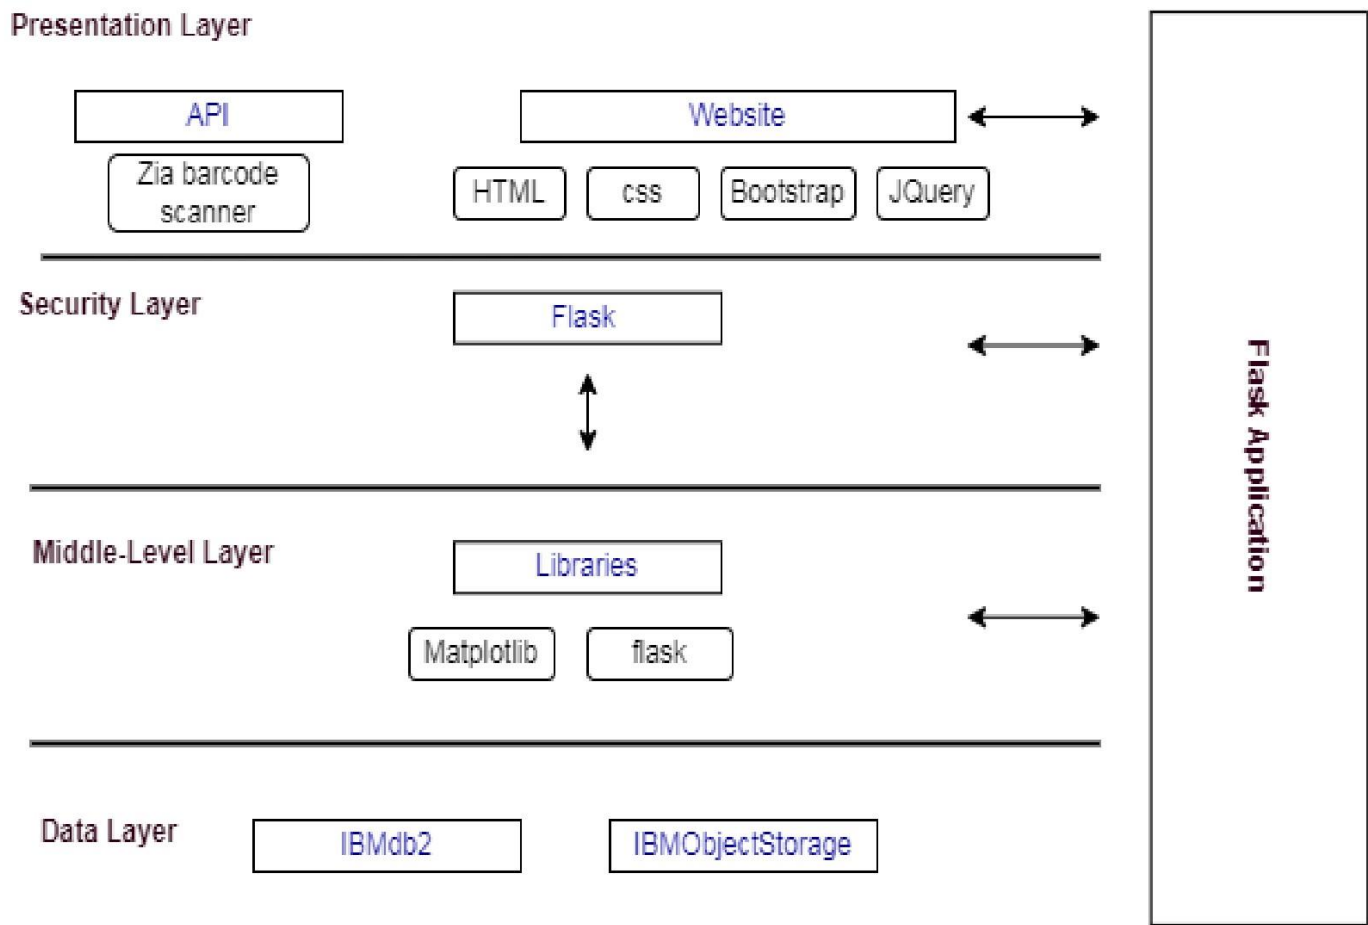 Presentation Layer
API
Website
Zia barcode
scanner
HTML
css
Bootstrap
JQuery
Security Layer
Flask
Middle-Level Layer
Libraries
Matplotlib
flask
Data Layer
IBMdb2
IBMObjectStorage
Flask Application